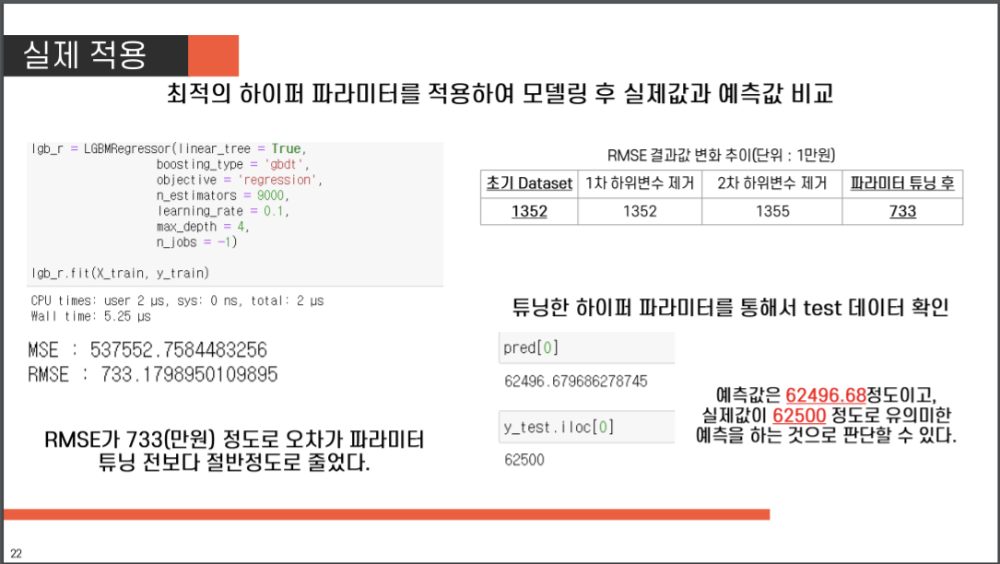 실제 적용
최적의 하이퍼 파라미터를 적용하여 모델링 후 실제값과 예측값 비교
lgb_r = LGBMRegressor(linear_tree = True,
boosting_type = 'gbdt',
objective = 'regression',
n_estimators = 9000,
learning_rate = 0.1,
max_depth = 4,
n_jobs = -1)
lgb_r.fit(X_train, y_train)
CPU times: user 2 µs, sys: 0 ns, total: 2 µs
Wall time: 5.25 µs
MSE : 537552.7584483256
RMSE : 733.1798950109895
RMSE가 733(만원) 정도로 오차가 파라미터
튜닝 전보다 절반정도로 줄었다.
RMSE 결과값 변화 추이(단위 : 1만원)
초기 Dataset 1차 하위변수 제거 2차 하위변수 제거 파라미터 튜닝 후
1352 1352 1355 733
튜닝한 하이퍼 파라미터를 통해서 test 데이터 확인
pred[0]
62496.679686278745
y_test.iloc[0]
62500
예측값은 62496.68정도이고,
실제값이 62500 정도로 유의미한
예측을 하는 것으로 판단할 수 있다.
22